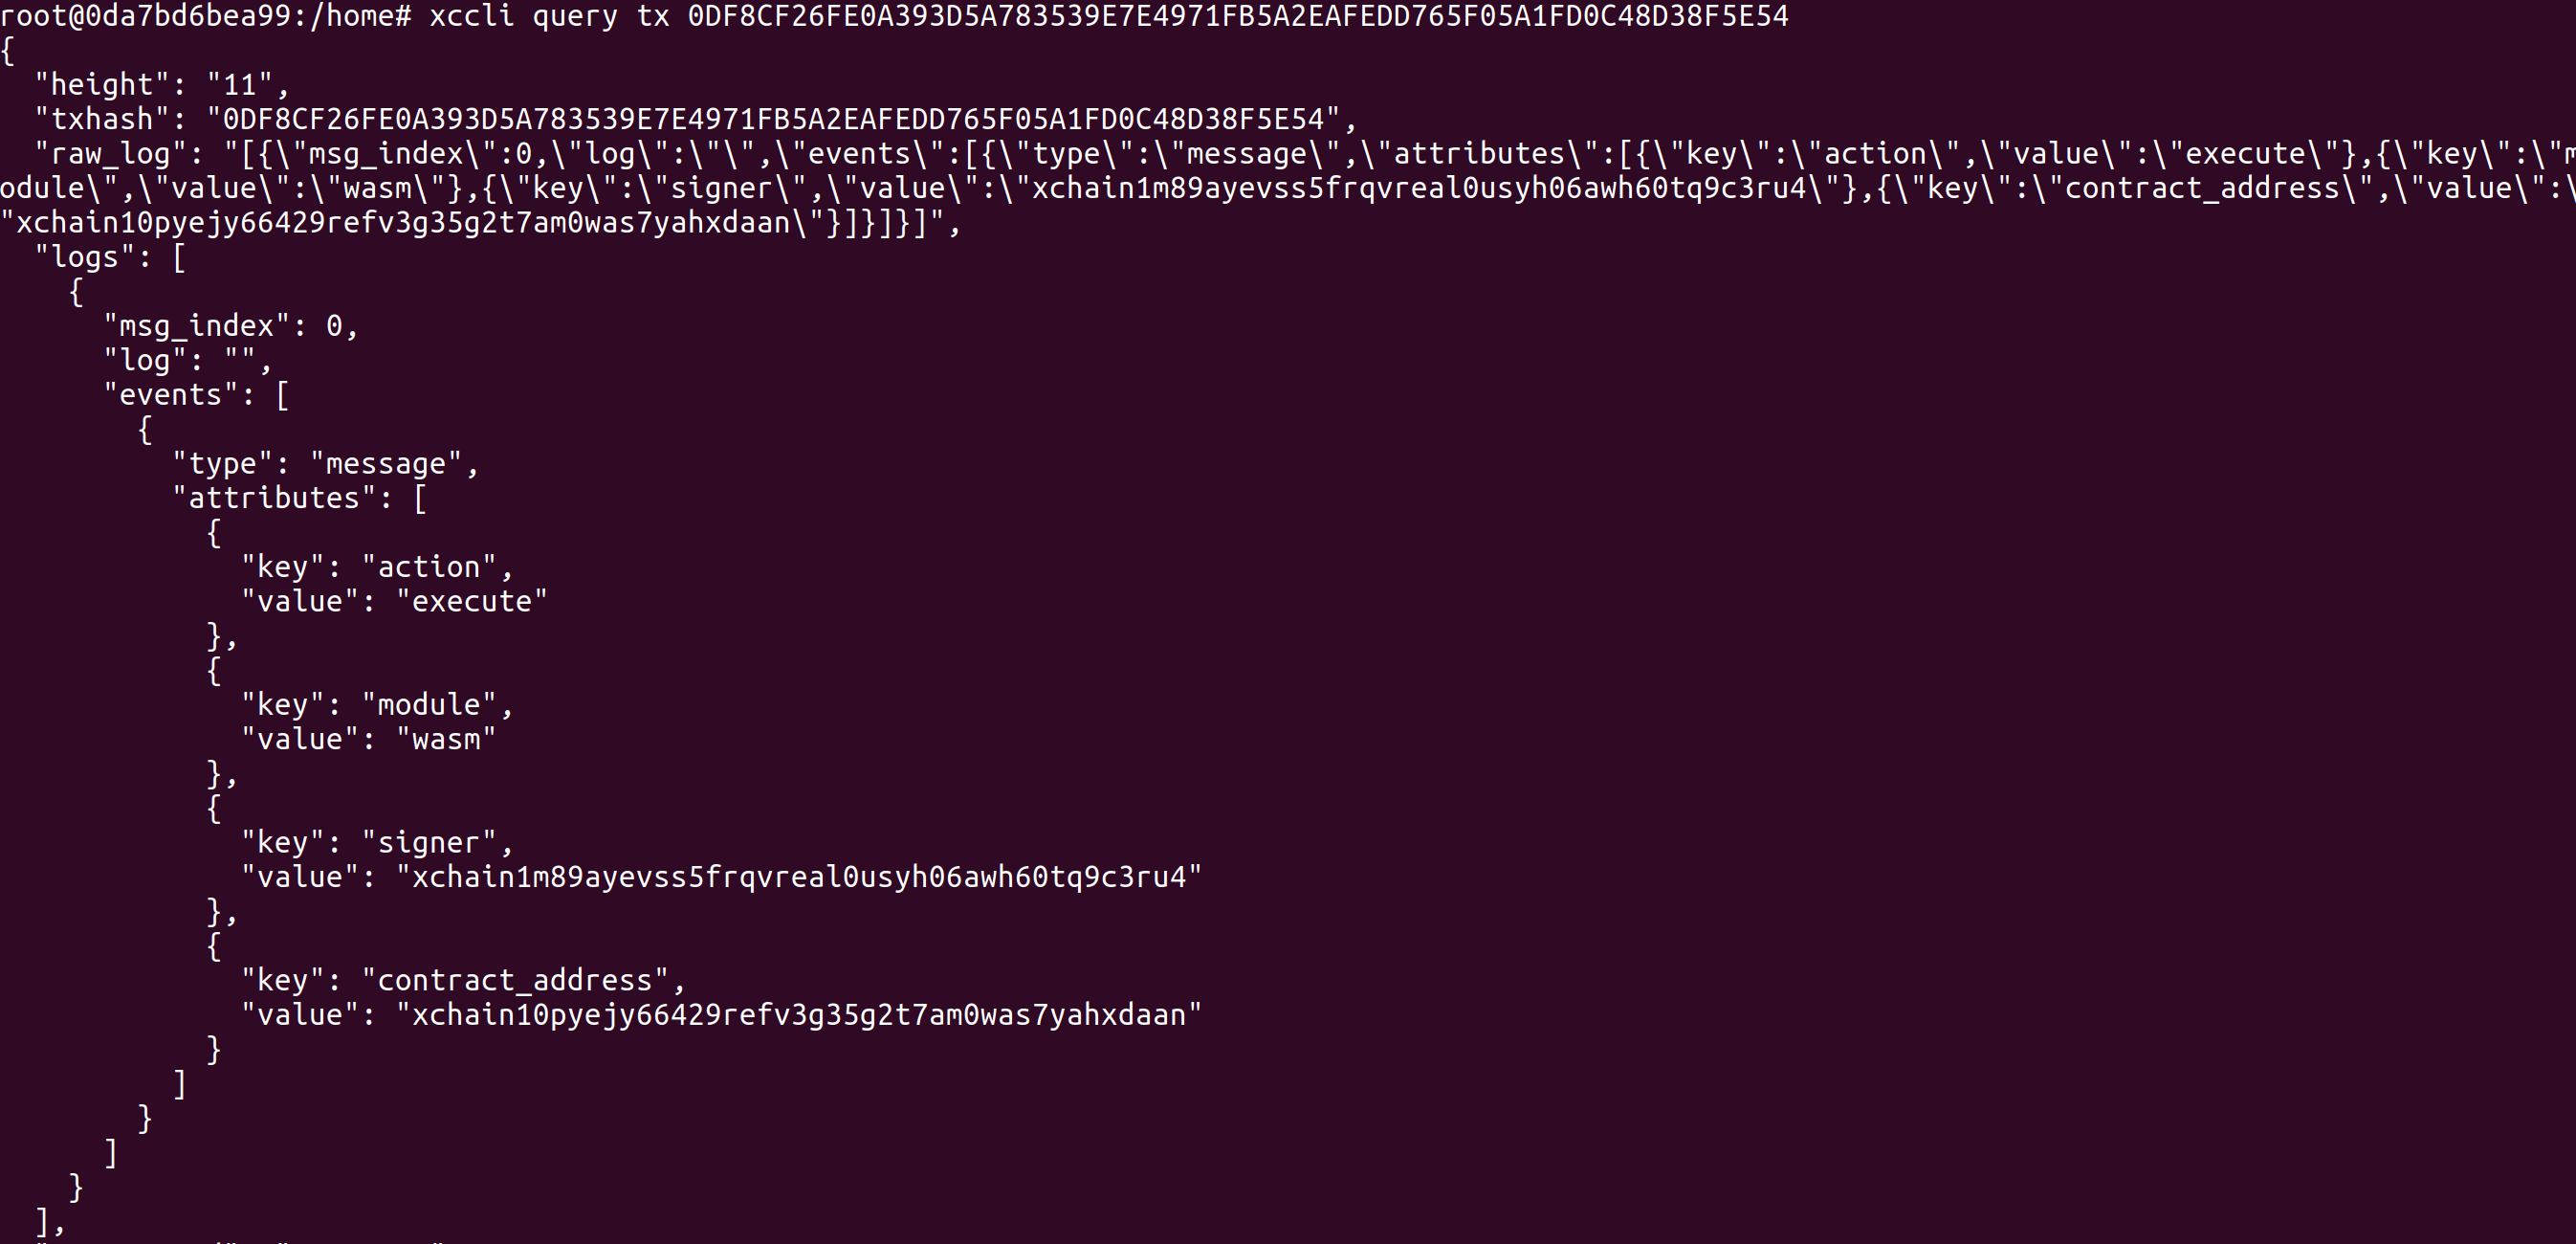 root@0da7bd6bea99:/home# xccli query tx 0DF8CF26FE0A393D5A783539E7E4971FB5A2EAFEDD765F05A1FD0C48D38F5E54
{
  "height": "11",
  "txhash": "0DF8CF26FE0A393D5A783539E7E4971FB5A2EAFEDD765F05A1FD0C48D38F5E54",
  "raw_log": "[{\"msg_index\":0,\"log\":\"\",\"events\":[{\"type\":\"message\",\"attributes\":[{\"key\":\"action\",\"value\":\"execute\"},{\"key\":\"m
odule\",\"value\":\"wasm\"},{\"key\":\"signer\",\"value\":\"xchain1m89ayevss5frqvreal0usyh06awh60tq9c3ru4\"},{\"key\":\"contract_address\",\"value\":\
"xchain10pyejy66429refv3g35g2t7am0was7yahxdaan\"}]}]}]",
  "logs": [
    {
      "msg_index": 0,
      "log": "",
      "events": [
        {
          "type": "message",
          "attributes": [
            {
              "key": "action",
              "value": "execute"
            },
            {
              "key": "module",
              "value": "wasm"
            },
            {
              "key": "signer",
              "value": "xchain1m89ayevss5frqvreal0usyh06awh60tq9c3ru4"
            },
            {
              "key": "contract_address",
              "value": "xchain10pyejy66429refv3g35g2t7am0was7yahxdaan"
            }
          ]
        }
      ]
    }
  ],